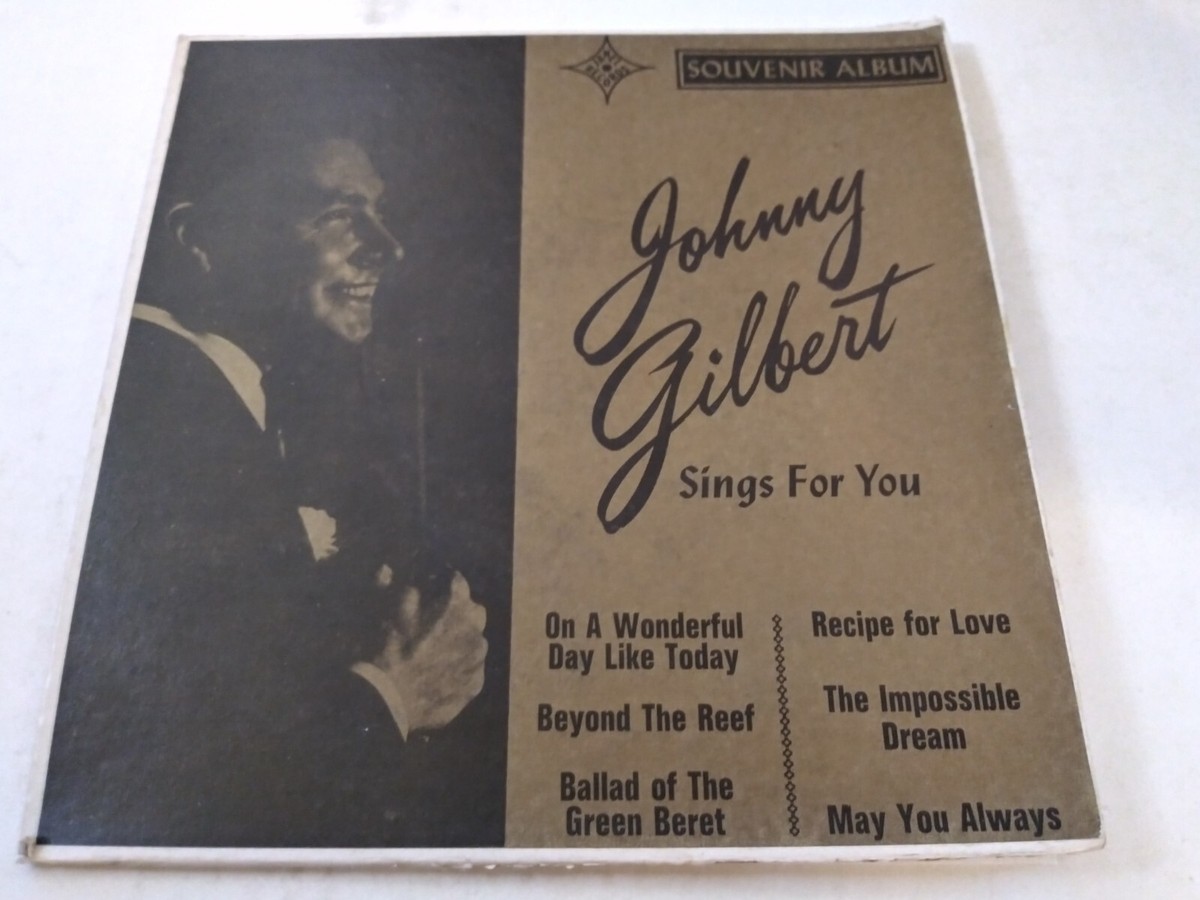 SOUVENIR ALBUM
Johnny
Gilbert
Sings For You
On A Wonderful
Day Like Today
Beyond The Reef
Ballad of The
Green Beret
Recipe for Love
The Impossible
Dream
May You Always